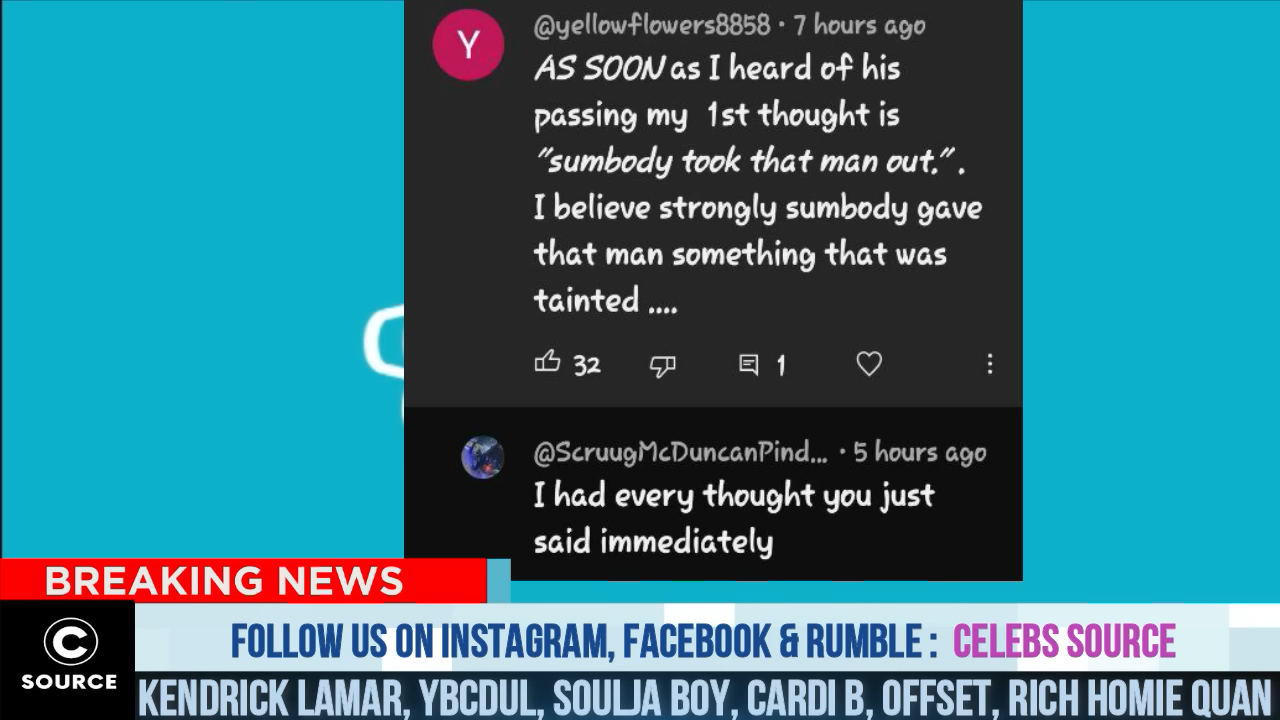 Y
@yellowflowers8858 · 7 hours ago
AS SOON as I heard of his
passing my 1st thought is
"sumbody took that man out." .
I believe strongly sumbody gave
that man something that was
tainted ....
32
1
@ScruugMcDuncanPind... · 5 hours ago
I had every thought you just
said immediately
BREAKING NEWS
C
SOURCE
FOLLOW US ON INSTAGRAM, FACEBOOK & RUMBLE : CELEBS SOURCE
KENDRICK LAMAR, YBCDUL, SOULJA BOY, CARDI B, OFFSET, RICH HOMIE QUAN